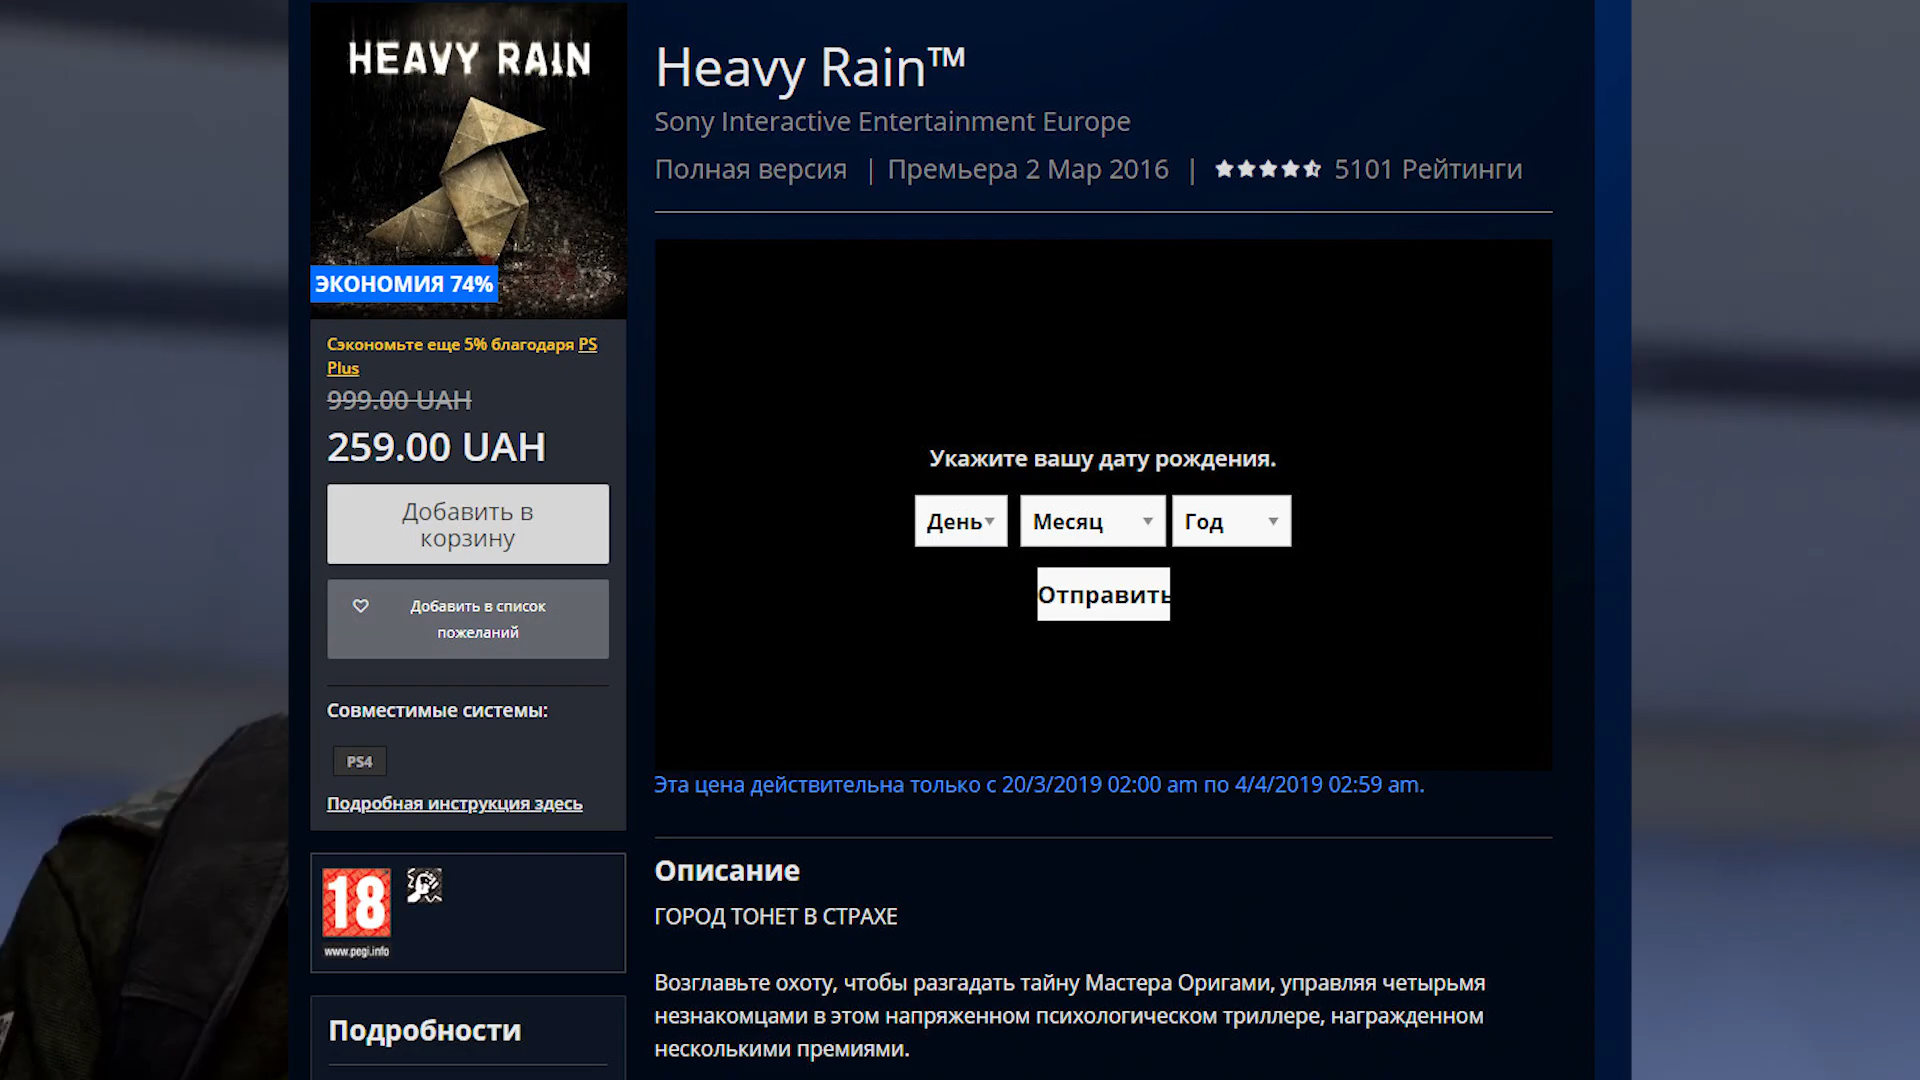 HEAVY RAIN
ЭКОНОМИЯ 74%
Сэкономьте еще 5% благодаря PS
Plus
999.00 UAH
259.00 UAH
Добавить в
корзину
Добавить в список
пожеланий
Совместимые системы:
PS4
Подробная инструкция здесь
18
www.pegi.info
Подробности
Heavy Rain™
Sony Interactive Entertainment Europe
Полная версия | Премьера 2 Мар 2016 | 5101 Рейтинги
Укажите вашу дату рождения.
День Месяц Год
Отправить
Эта цена действительна только с 20/3/2019 02:00 am по 4/4/2019 02:59 am.
Описание
ГОРОД ТОНЕТ В СТРАХЕ
Возглавьте охоту, чтобы разгадать тайну Мастера Оригами, управляя четырьмя
незнакомцами в этом напряженном психологическом триллере, награжденном
несколькими премиями.